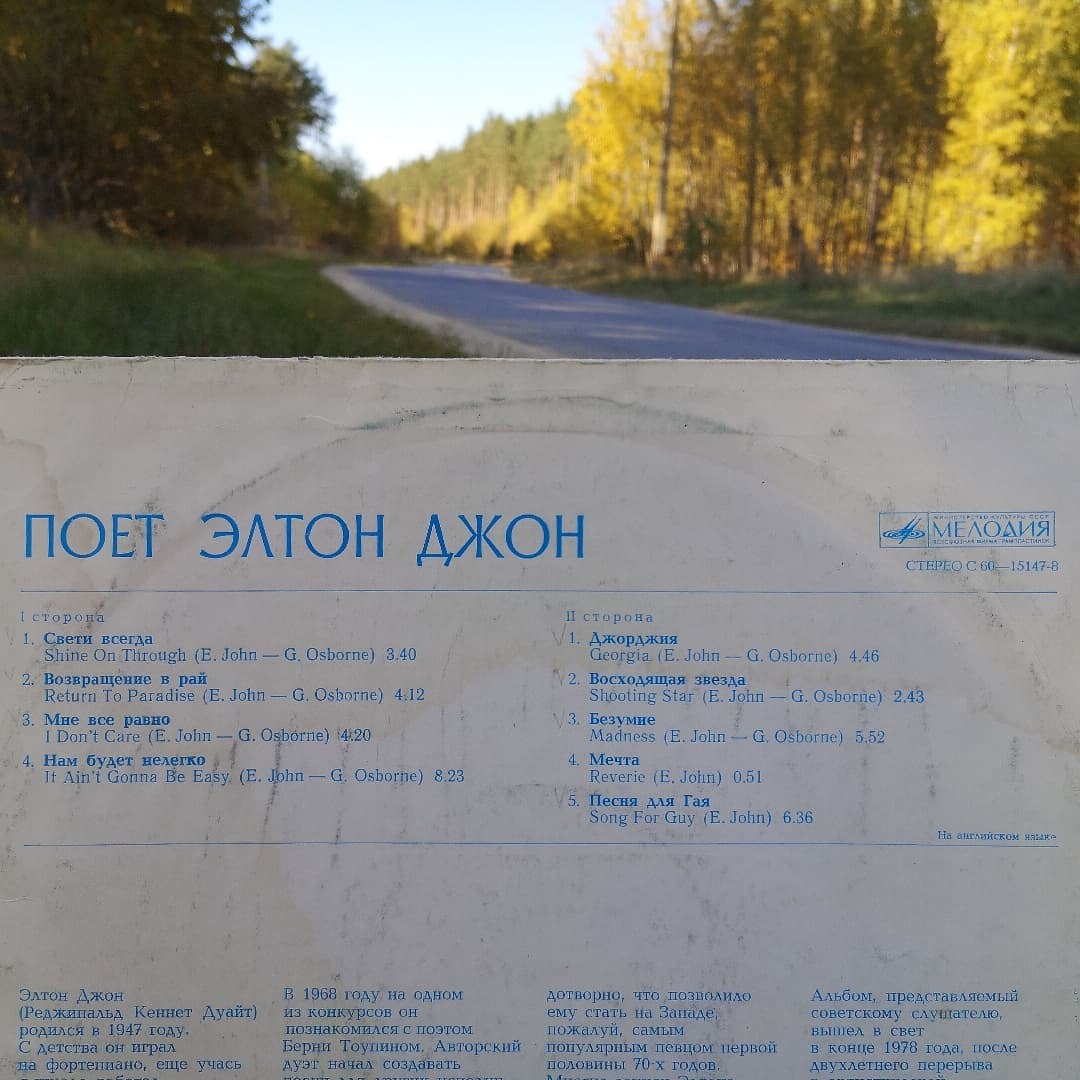 ПОЕТ ЭЛТОН ДЖОН
МИНИСТЕРСТВО КУЛЬТУРЫ СССР
МЕЛОДИЯ
ВСЕСОЮЗНАЯ ФИРМА ГРАМПЛАСТИНОК
СТЕРЕО С 60—15147-8
I сторона
1. Свети всегда
Shine On Through (E. John — G. Osborne) 3.40
2. Возвращение в рай
Return To Paradise (E. John — G. Osborne) 4.12
3. Мне все равно
I Don't Care (E. John — G. Osborne) 4.20
4. Нам будет нелегко
It Ain't Gonna Be Easy (E. John — G. Osborne) 8.23
II сторона
1. Джорджия
Georgia (E. John — G. Osborne) 4.46
2. Восходящая звезда
Shooting Star (E. John — G. Osborne) 2.43
3. Безумие
Madness (E. John — G. Osborne) 5.52
4. Мечта
Reverie (E. John) 0.51
5. Песня для Гая
Song For Guy (E. John) 6.36
На английском языке
Элтон Джон
(Реджинальд Кеннет Дуайт)
родился в 1947 году.
С детства он играл
на фортепиано, еще учась
В 1968 году на одном
из конкурсов он
познакомился с поэтом
Берни Тоупином. Авторский
дуэт начал создавать
дотворно, что позволило
ему стать на Западе,
пожалуй, самым
популярным певцом первой
половины 70-х годов.
Альбом, представляемый
советскому слушателю,
вышел в свет
в конце 1978 года, после
двухлетнего перерыва